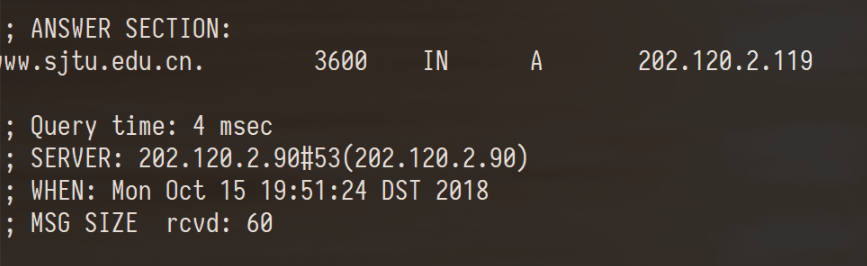 ; ANSWER SECTION:
www.sjtu.edu.cn. 3600 IN A 202.120.2.119
; Query time: 4 msec
; SERVER: 202.120.2.90#53(202.120.2.90)
; WHEN: Mon Oct 15 19:51:24 DST 2018
; MSG SIZE rcvd: 60